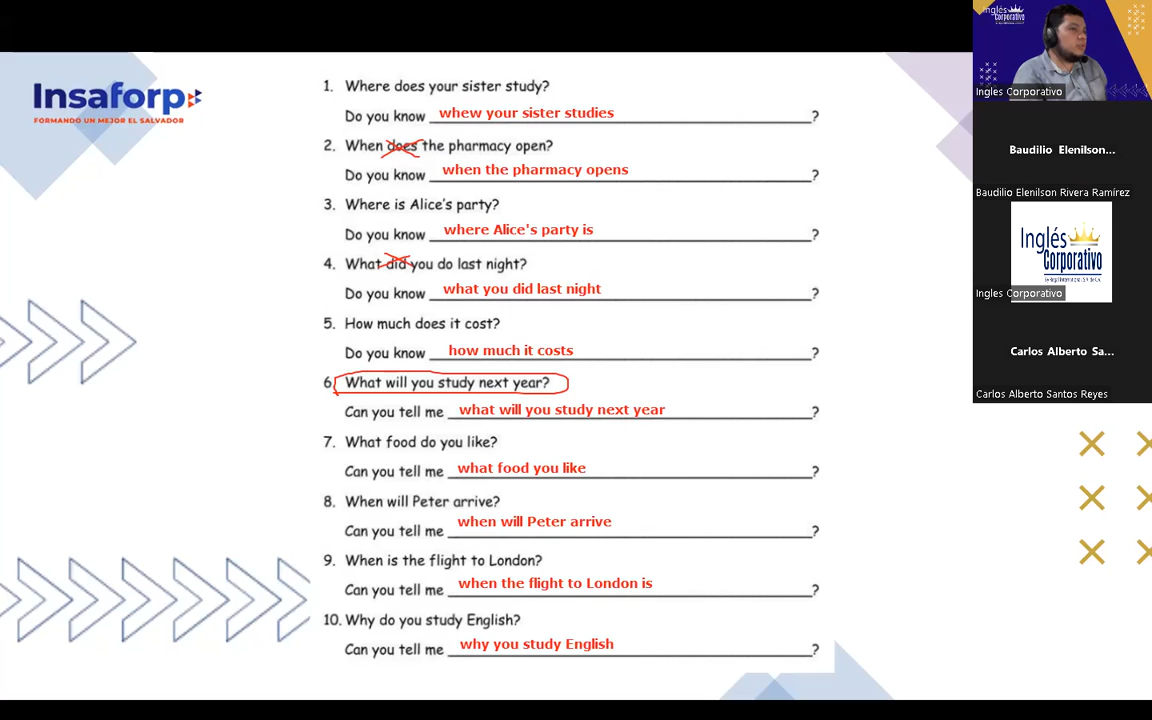 Insaforp
FORMANDO UN MEJOR EL SALVADOR
1. Where does your sister study?
Do you know whew your sister studies ?
2. When does the pharmacy open?
Do you know when the pharmacy opens ?
3. Where is Alice's party?
Do you know where Alice's party is ?
4. What did you do last night?
Do you know what you did last night ?
5. How much does it cost?
Do you know how much it costs ?
6. What will you study next year?
Can you tell me what will you study next year ?
7. What food do you like?
Can you tell me what food you like ?
8. When will Peter arrive?
Can you tell me when will Peter arrive ?
9. When is the flight to London?
Can you tell me when the flight to London is ?
10. Why do you study English?
Can you tell me why you study English ?
Inglés
Corporativo
Ingles Corporativo
Baudilio Elenilson...
Baudilio Elenilson Rivera Ramírez
Inglés
Corporativo
Ingles Corporativo
Carlos Alberto Sa...
Carlos Alberto Santos Reyes